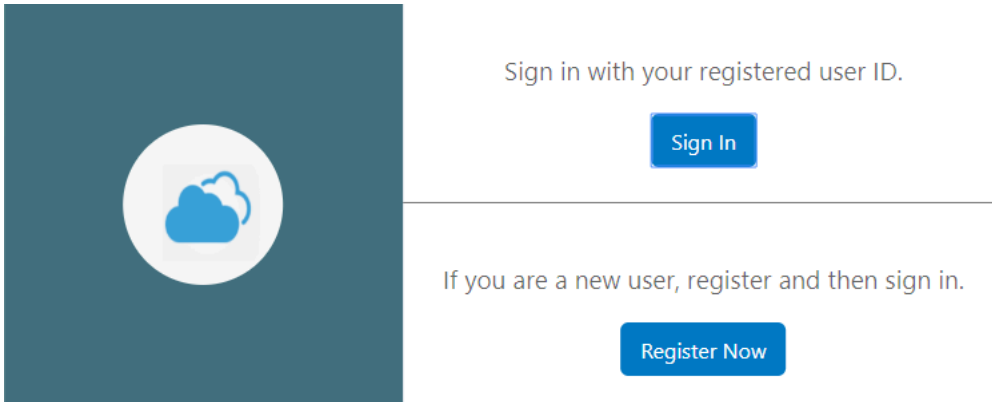 Sign in with your registered user ID.
Sign In
If you are a new user, register and then sign in.
Register Now